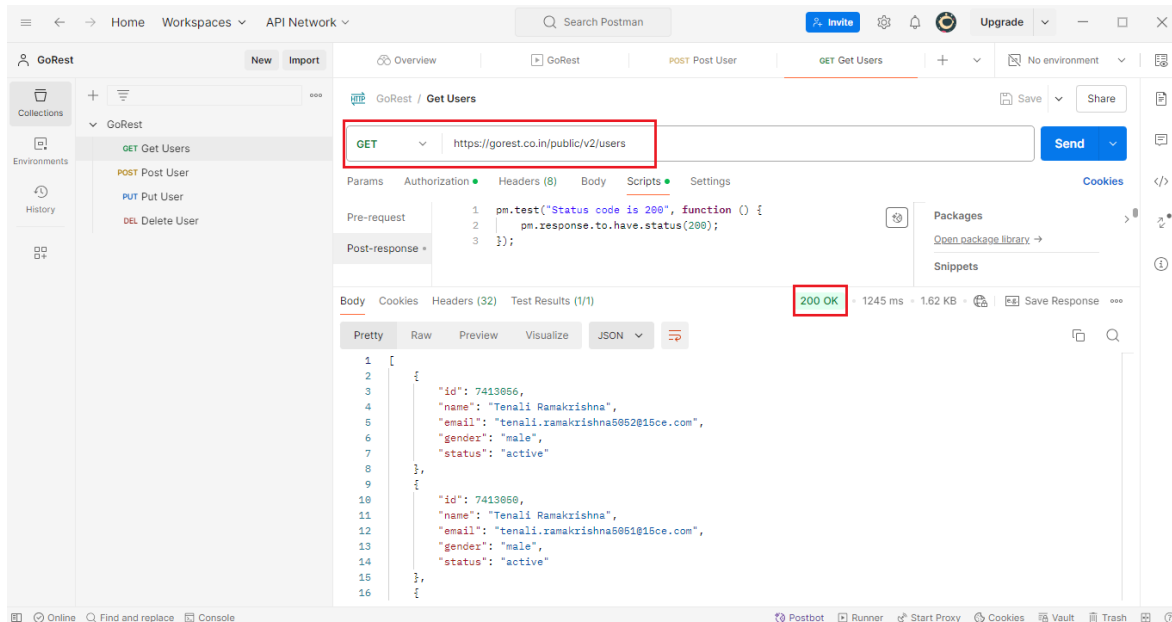 Home Workspaces API Network Search Postman Invite Upgrade
GoRest New Import Overview GoRest POST Post User GET Get Users No environment
Collections
Environments
History
GoRest
GET Get Users
POST Post User
PUT Put User
DEL Delete User
HTTP GoRest / Get Users Save Share
GET https://gorest.co.in/public/v2/users Send
Params Authorization Headers (8) Body Scripts Settings Cookies
Pre-request
Post-response
1 pm.test("Status code is 200", function () {
2 pm.response.to.have.status(200);
3 });
Packages
Open package library →
Snippets
Body Cookies Headers (32) Test Results (1/1) 200 OK 1245 ms 1.62 KB e.g. Save Response
Pretty Raw Preview Visualize JSON
1 [
2 {
3 "id": 7413056,
4 "name": "Tenali Ramakrishna",
5 "email": "tenali.ramakrishna5052@15ce.com",
6 "gender": "male",
7 "status": "active"
8 },
9 {
10 "id": 7413050,
11 "name": "Tenali Ramakrishna",
12 "email": "tenali.ramakrishna5051@15ce.com",
13 "gender": "male",
14 "status": "active"
15 },
16 {
Online Find and replace Console Postbot Runner Start Proxy Cookies Vault Trash